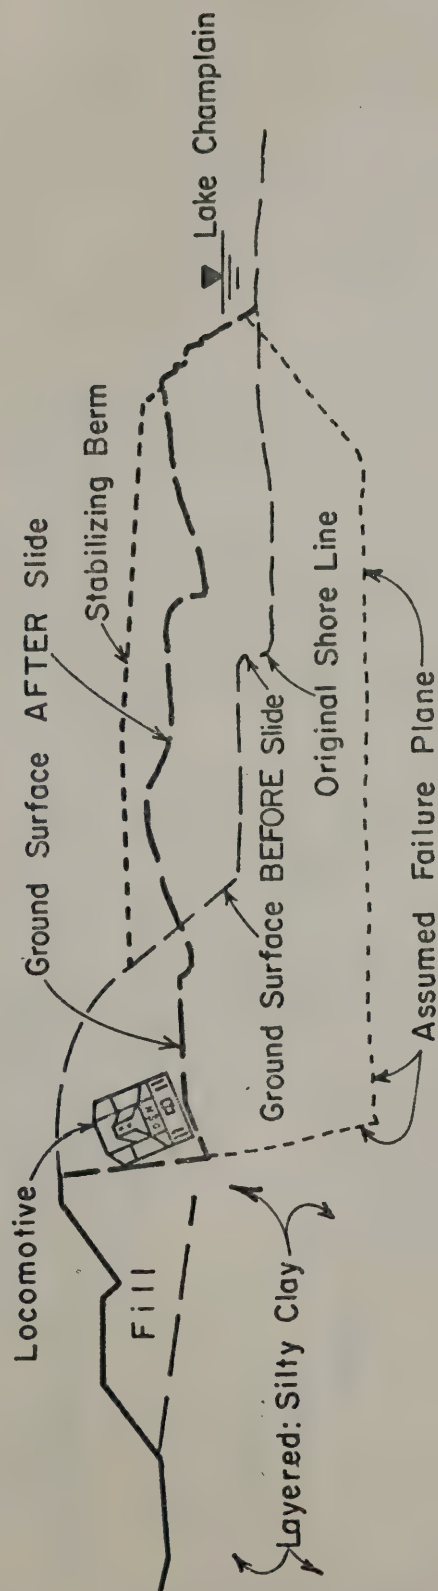 Locomotive
Ground Surface AFTER Slide
Stabilizing Berm
Lake Champlain
Fill
Ground Surface BEFORE Slide
Original Shore Line
Layered: Silty Clay
Assumed Failure Plane